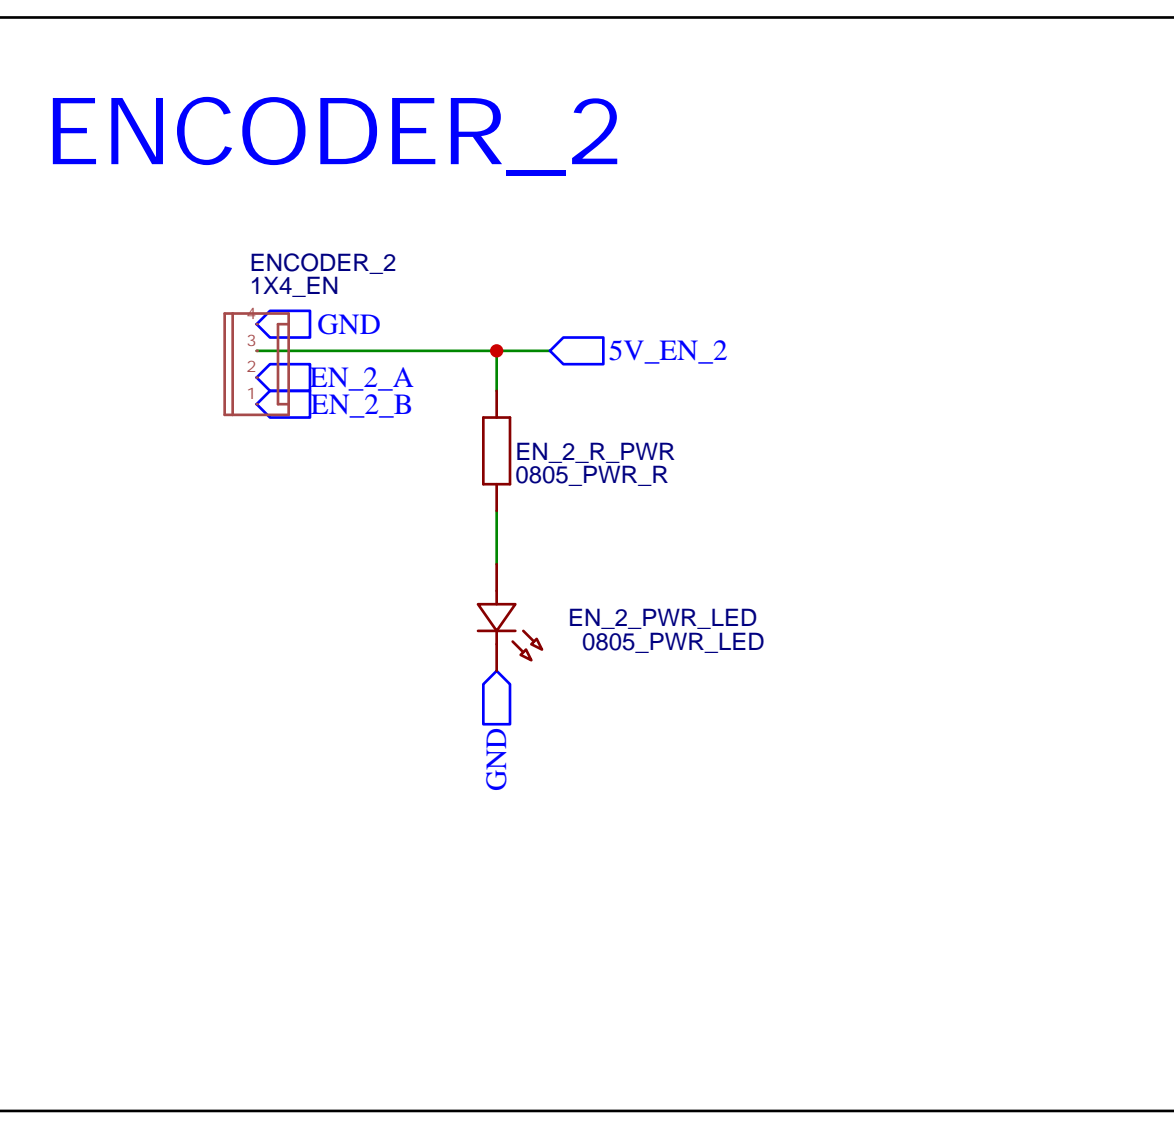 ENCODER_2
ENCODER_2
1X4_EN
4
GND
3
5V_EN_2
2
EN_2_A
1
EN_2_B
EN_2_R_PWR
0805_PWR_R
EN_2_PWR_LED
0805_PWR_LED
GND